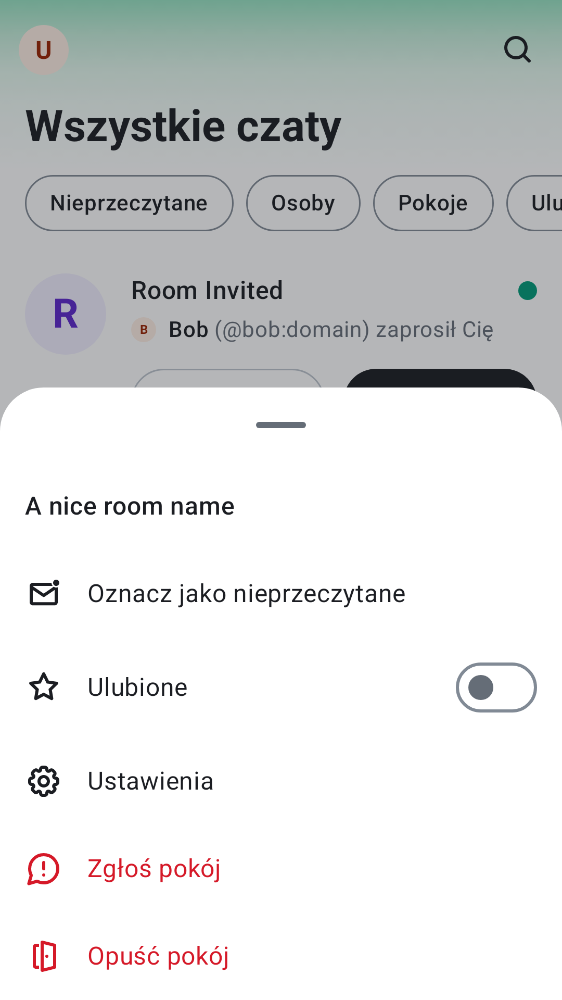 U
Wszystkie czaty
Nieprzeczytane Osoby Pokoje Ulu
R
Room Invited
B Bob (@bob:domain) zaprosił Cię
A nice room name
Oznacz jako nieprzeczytane
Ulubione
Ustawienia
Zgłoś pokój
Opuść pokój